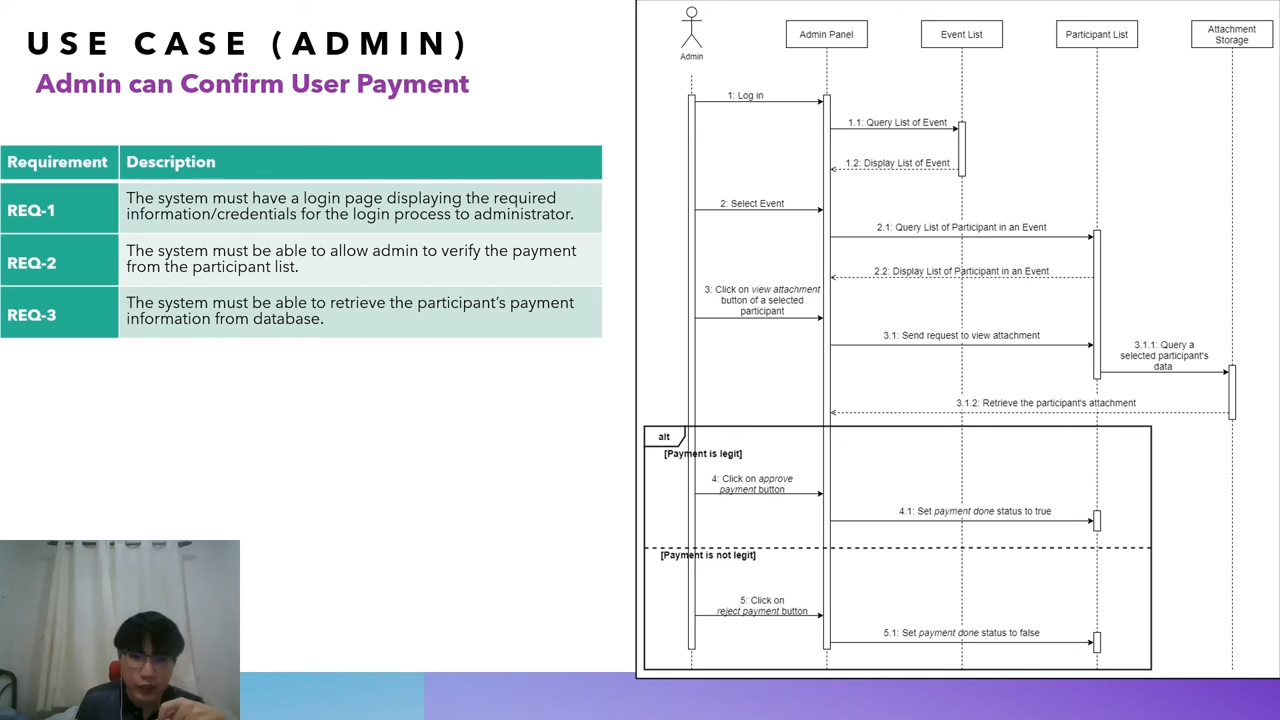 USE CASE (ADMIN)
Admin can Confirm User Payment
Requirement Description
REQ-1
The system must have a login page displaying the required
information/credentials for the login process to administrator.
REQ-2
The system must be able to allow admin to verify the payment
from the participant list.
REQ-3
The system must be able to retrieve the participant's payment
information from database.
Admin
Admin Panel
Event List
Participant List
Attachment
Storage
1: Log in
1.1: Query List of Event
1.2: Display List of Event
2: Select Event
2.1: Query List of Participant in an Event
2.2: Display List of Participant in an Event
3: Click on view attachment
button of a selected
participant
3.1: Send request to view attachment
3.1.1: Query a
selected participant's
data
3.1.2: Retrieve the participant's attachment
alt
[Payment is legit]
4: Click on approve
payment button
4.1: Set payment done status to true
[Payment is not legit]
5: Click on
reject payment button
5.1: Set payment done status to false